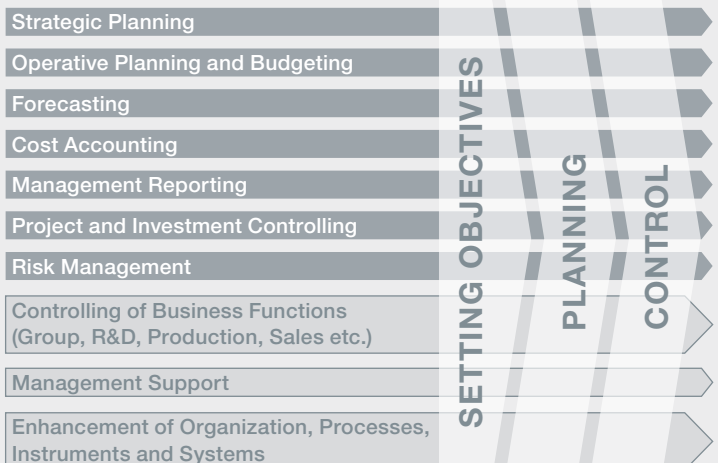 Strategic Planning
Operative Planning and Budgeting
Forecasting
Cost Accounting
Management Reporting
Project and Investment Controlling
Risk Management
Controlling of Business Functions
(Group, R&D, Production, Sales etc.)
Management Support
Enhancement of Organization, Processes,
Instruments and Systems
SETTING OBJECTIVES
PLANNING
CONTROL